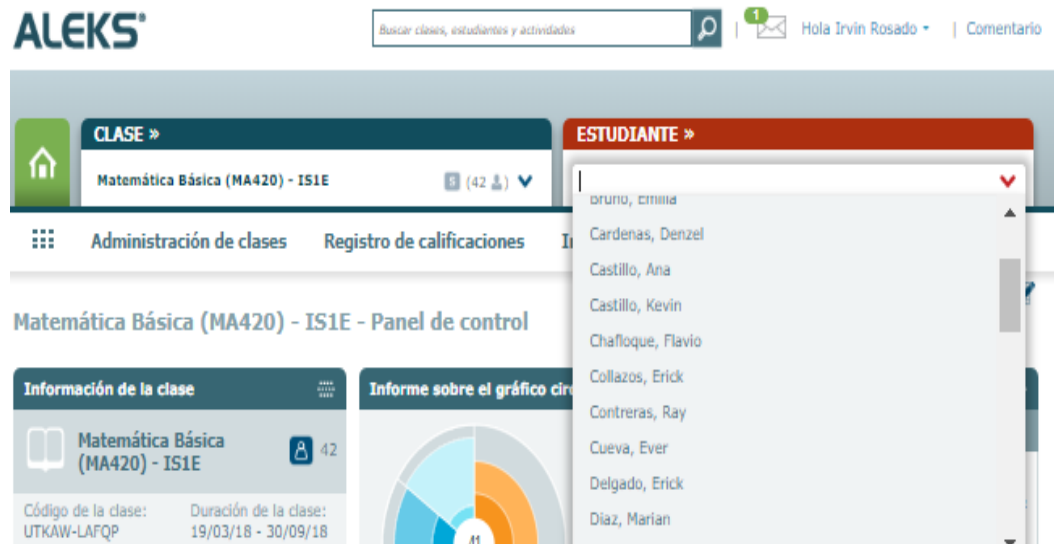 ALEKS®
Buscar clases, estudiantes y actividades
1
| Hola Irvin Rosado | Comentario
CLASE »
Matemática Básica (MA420) - IS1E
S (42)
ESTUDIANTE »
Bruno, Emilia
Cardenas, Denzel
Castillo, Ana
Castillo, Kevin
Chafloque, Flavio
Collazos, Erick
Contreras, Ray
Cueva, Ever
Delgado, Erick
Diaz, Marian
Administración de clases Registro de calificaciones
Matemática Básica (MA420) - IS1E - Panel de control
Información de la clase
Matemática Básica
(MA420) - IS1E
42
Código de la clase: Duración de la clase:
UTKAW-LAFQP 19/03/18 - 30/09/18
Informe sobre el gráfico circ
41